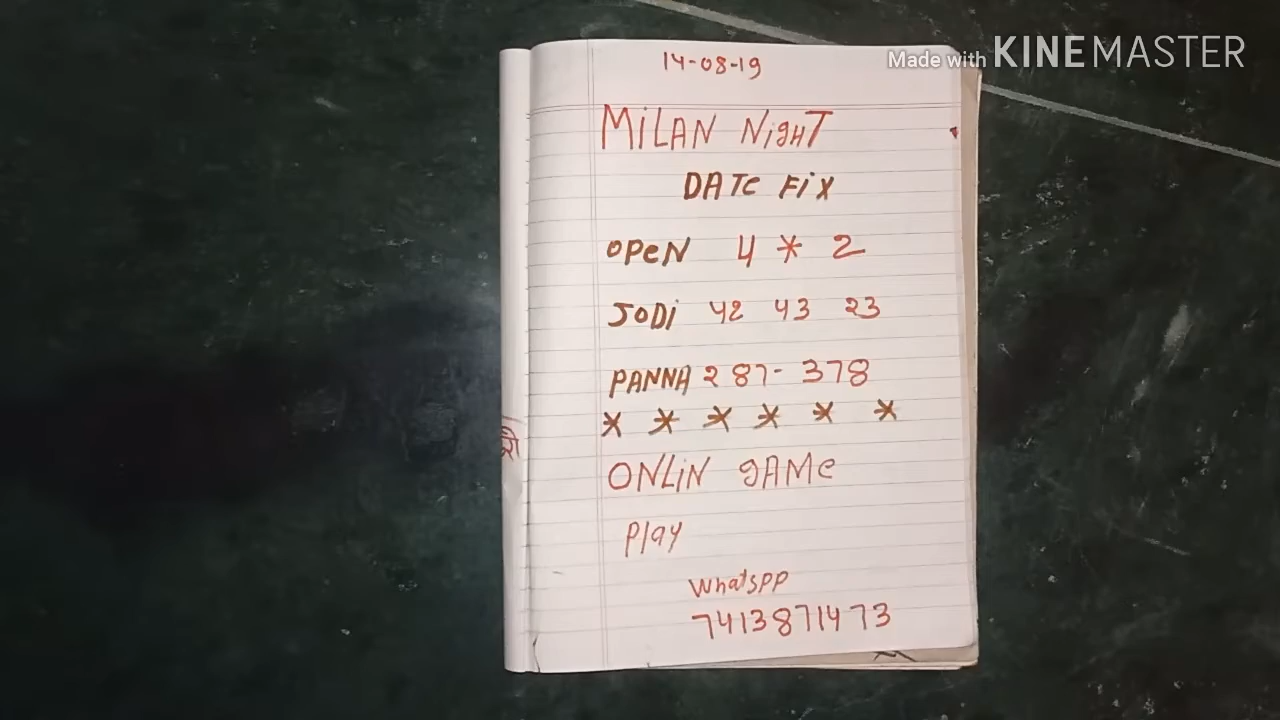 Made with KINEMASTER
14-08-19
MiLAN NigHT
DATE FiX
OPeN 4 * 2
JODi 42 43 23
PANNA 287- 378
* * * * * *
ONLiN gAMe
Play
Whatspp
7413871473